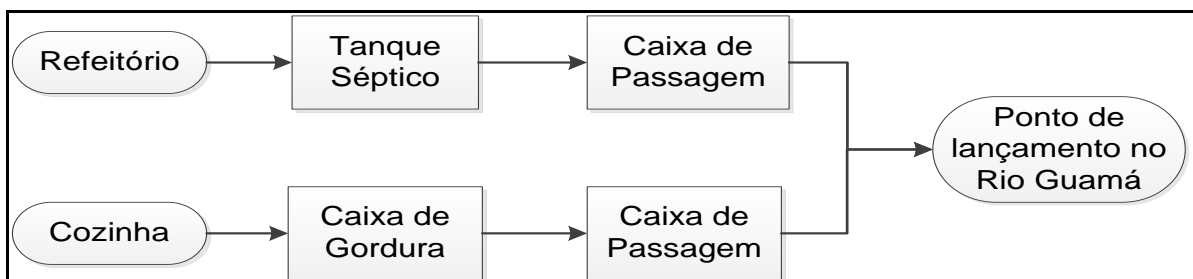 Refeitório
Tanque
Séptico
Caixa de
Passagem
Ponto de
lançamento no
Rio Guamá
Cozinha
Caixa de
Gordura
Caixa de
Passagem